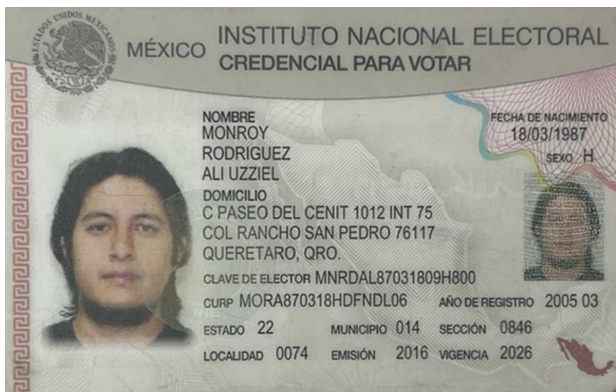 ESTADOS UNIDOS MEXICANOS
MÉXICO INSTITUTO NACIONAL ELECTORAL
CREDENCIAL PARA VOTAR
NOMBRE
MONROY
RODRIGUEZ
ALI UZZIEL
FECHA DE NACIMIENTO
18/03/1987
SEXO H
DOMICILIO
C PASEO DEL CENIT 1012 INT 75
COL RANCHO SAN PEDRO 76117
QUERETARO, QRO.
CLAVE DE ELECTOR MNRDAL87031809H800
CURP MORA870318HDFNDL06 AÑO DE REGISTRO 2005 03
ESTADO 22 MUNICIPIO 014 SECCIÓN 0846
LOCALIDAD 0074 EMISIÓN 2016 VIGENCIA 2026